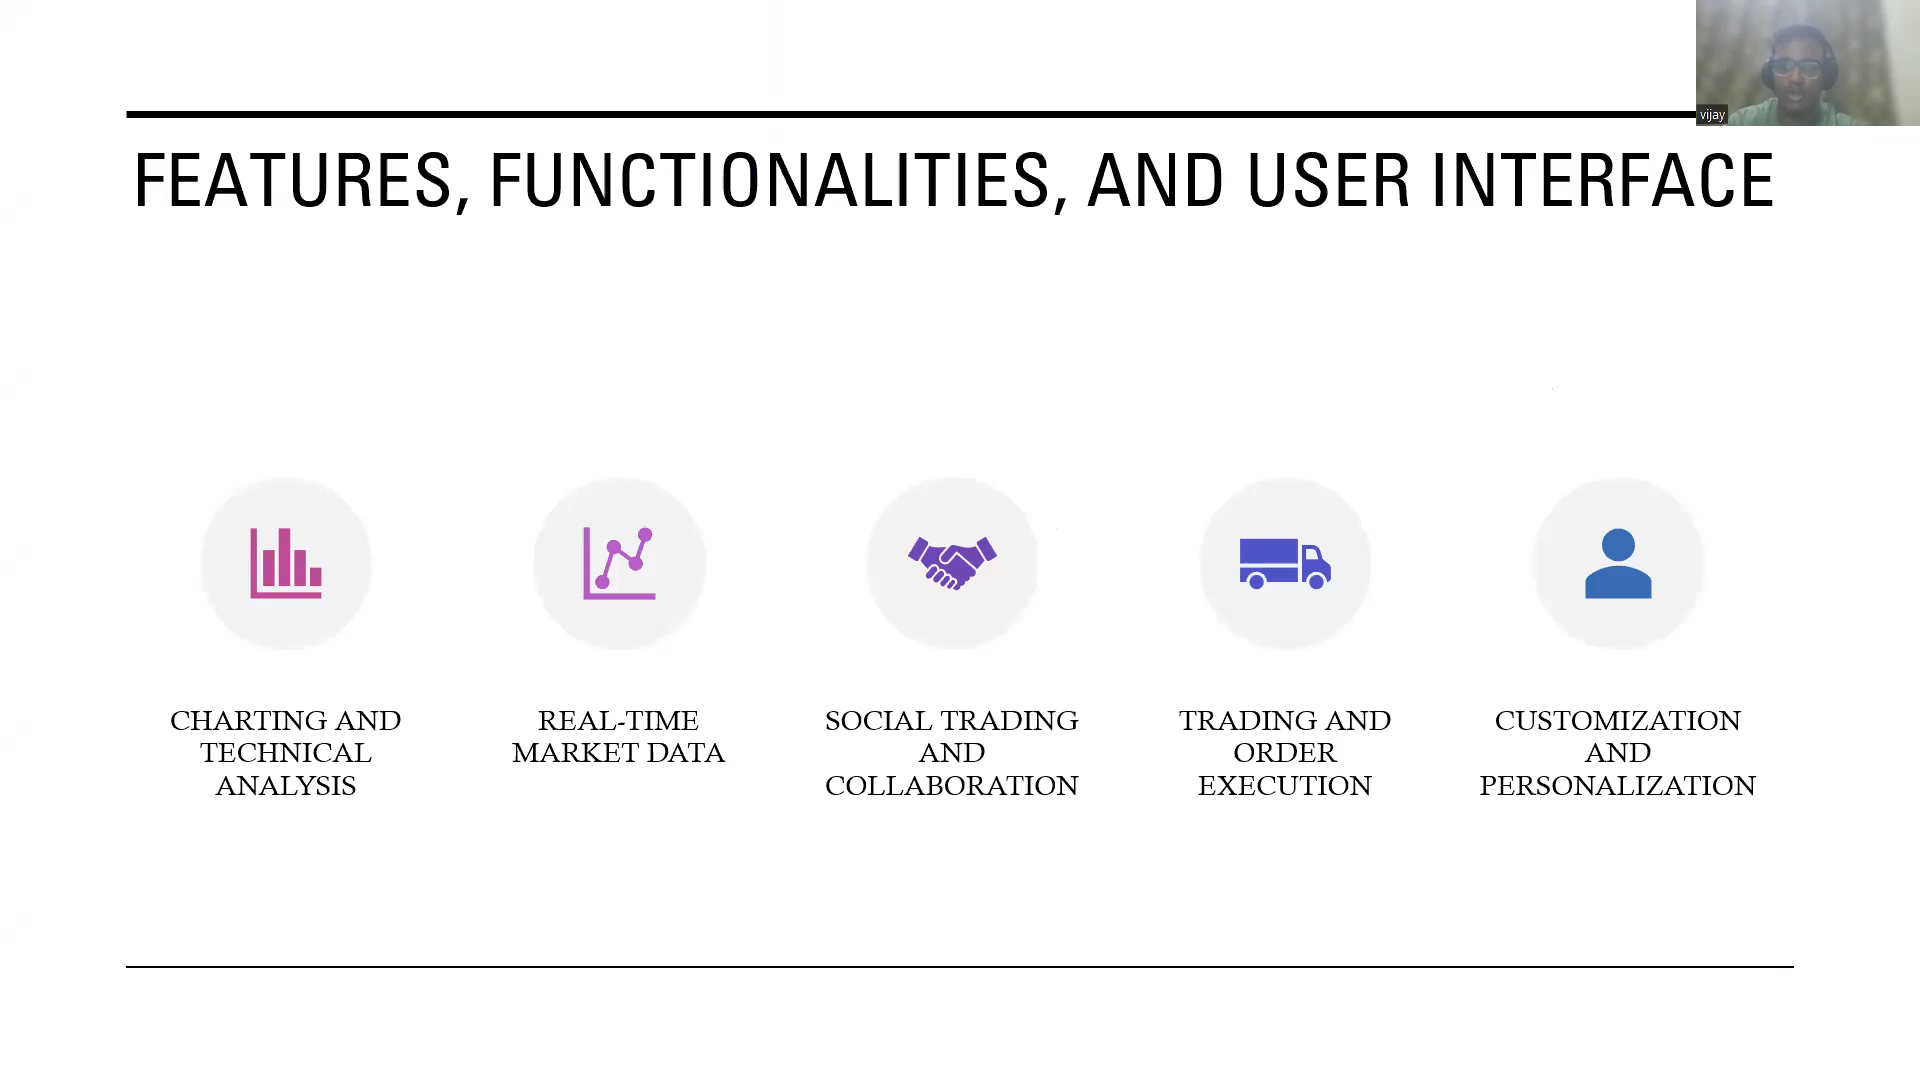 vijay
FEATURES, FUNCTIONALITIES, AND USER INTERFACE
CHARTING AND
TECHNICAL
ANALYSIS
REAL-TIME
MARKET DATA
SOCIAL TRADING
AND
COLLABORATION
TRADING AND
ORDER
EXECUTION
CUSTOMIZATION
AND
PERSONALIZATION